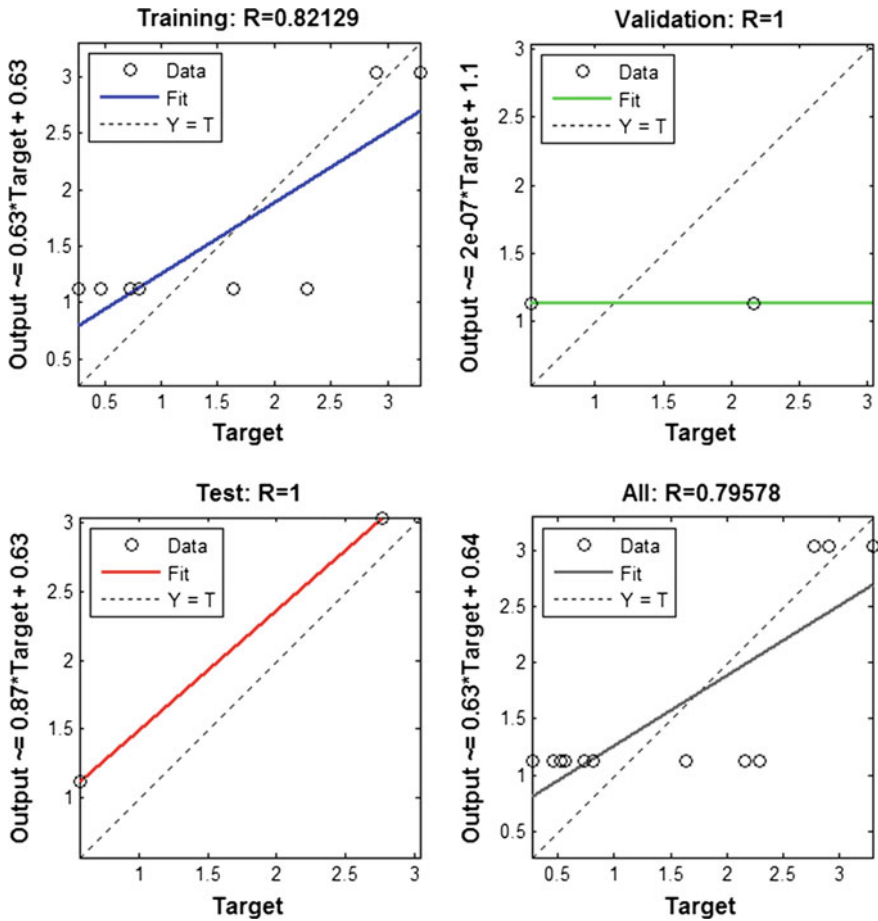 Training: R=0.82129
Output ~= 0.63*Target + 0.63
Data
Fit
Y = T
3
2.5
2
1.5
1
0.5
0.5
1
1.5
2
2.5
3
Target
Validation: R=1
Output ~= 2e-07*Target + 1.1
Data
Fit
Y = T
3
2.5
2
1.5
1
1
1.5
2
2.5
3
Target
Test: R=1
Output ~= 0.87*Target + 0.63
Data
Fit
Y = T
3
2.5
2
1.5
1
1
1.5
2
2.5
3
Target
All: R=0.79578
Output ~= 0.63*Target + 0.64
Data
Fit
Y = T
3
2.5
2
1.5
1
0.5
0.5
1
1.5
2
2.5
3
Target